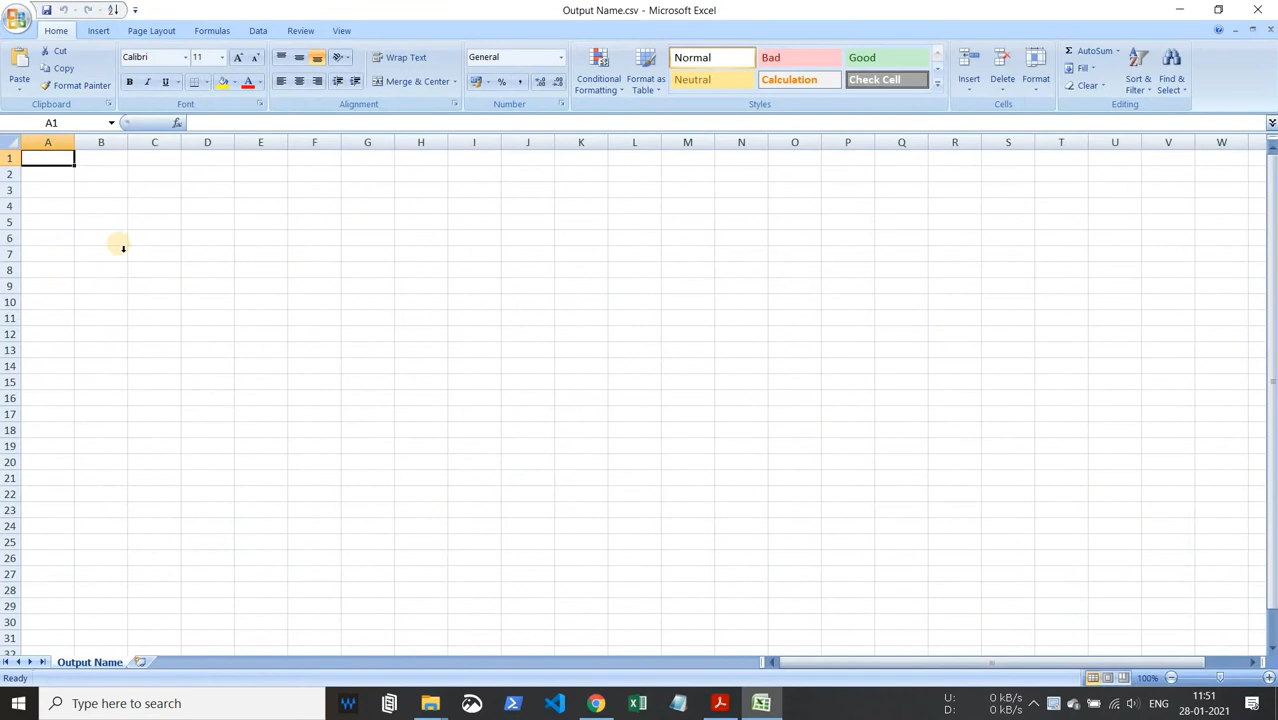 Output Name.csv - Microsoft Excel
Home Insert Page Layout Formulas Data Review View
Paste
Cut
Copy
Format Painter
Clipboard
Calibri 11
B I U
Font
Wrap Text
Merge & Center
Alignment
General
% ,
Number
Conditional Formatting
Format as Table
Normal Bad Good
Neutral Calculation Check Cell
Styles
Insert Delete Format
Cells
AutoSum
Fill
Clear
Sort & Filter
Find & Select
Editing
A1 fx
A B C D E F G H I J K L M N O P Q R S T U V W
1
2
3
4
5
6
7
8
9
10
11
12
13
14
15
16
17
18
19
20
21
22
23
24
25
26
27
28
29
30
31
32
Output Name
Ready 100%
Type here to search
U: 0 kB/s
D: 0 kB/s
ENG
11:51
28-01-2021